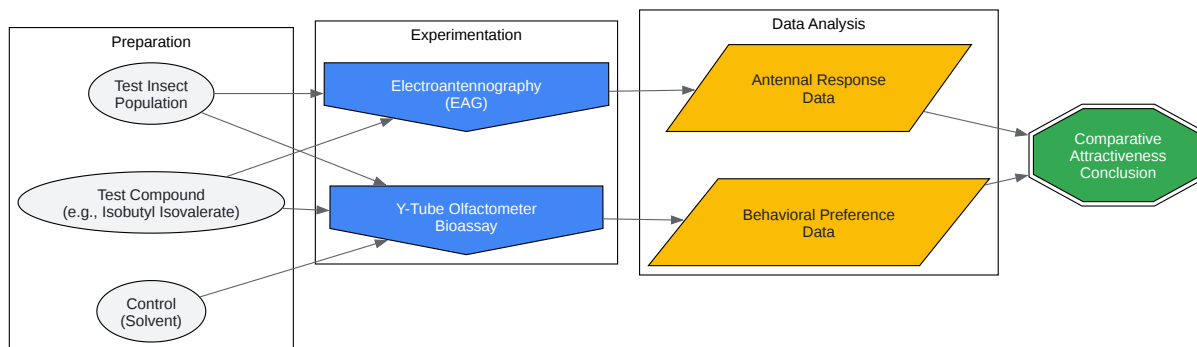 Preparation
Test Insect
Population
Test Compound
(e.g., Isobutyl Isovalerate)
Control
(Solvent)
Experimentation
Electroantennography
(EAG)
Y-Tube Olfactometer
Bioassay
Data Analysis
Antennal Response
Data
Behavioral Preference
Data
Comparative
Attractiveness
Conclusion